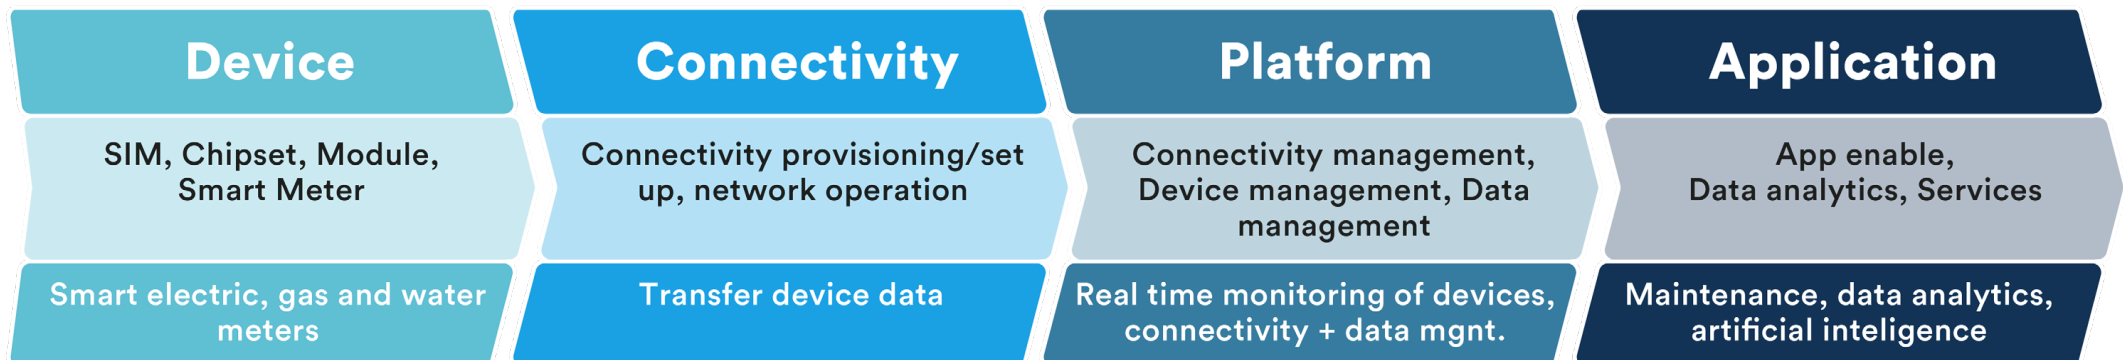 Device
Connectivity
Platform
Application
SIM, Chipset, Module,
Smart Meter
Connectivity provisioning/set
up, network operation
Connectivity management,
Device management, Data
management
App enable,
Data analytics, Services
Smart electric, gas and water
meters
Transfer device data
Real time monitoring of devices,
connectivity + data mgnt.
Maintenance, data analytics,
artificial inteligence